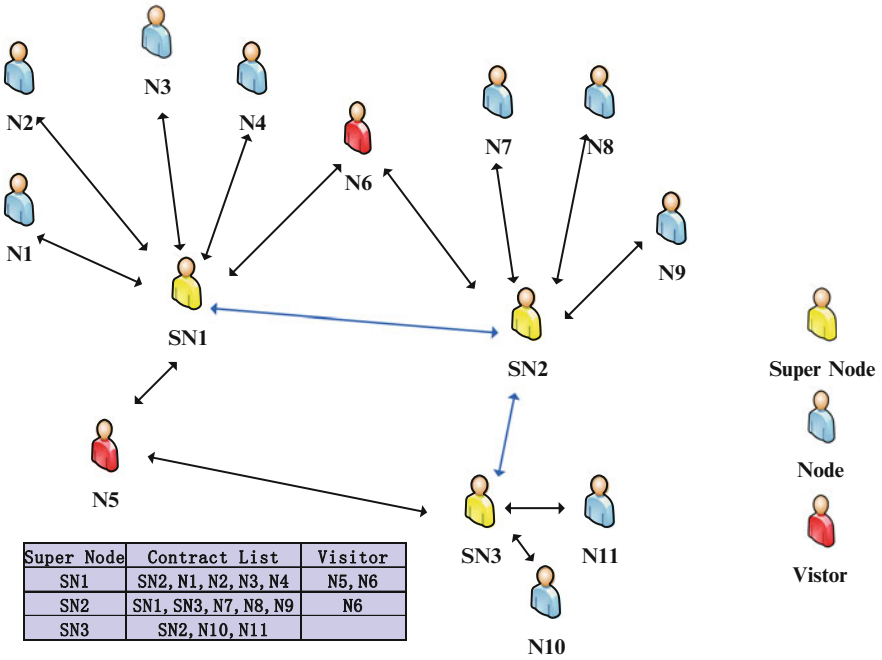 N3
N2
N4
N7
N8
N6
N1
N9
SN1
SN2
Super Node
Node
N5
SN3
N11
Vistor
N10
Super Node Contract List Visitor
SN1 SN2, N1, N2, N3, N4 N5, N6
SN2 SN1, SN3, N7, N8, N9 N6
SN3 SN2, N10, N11